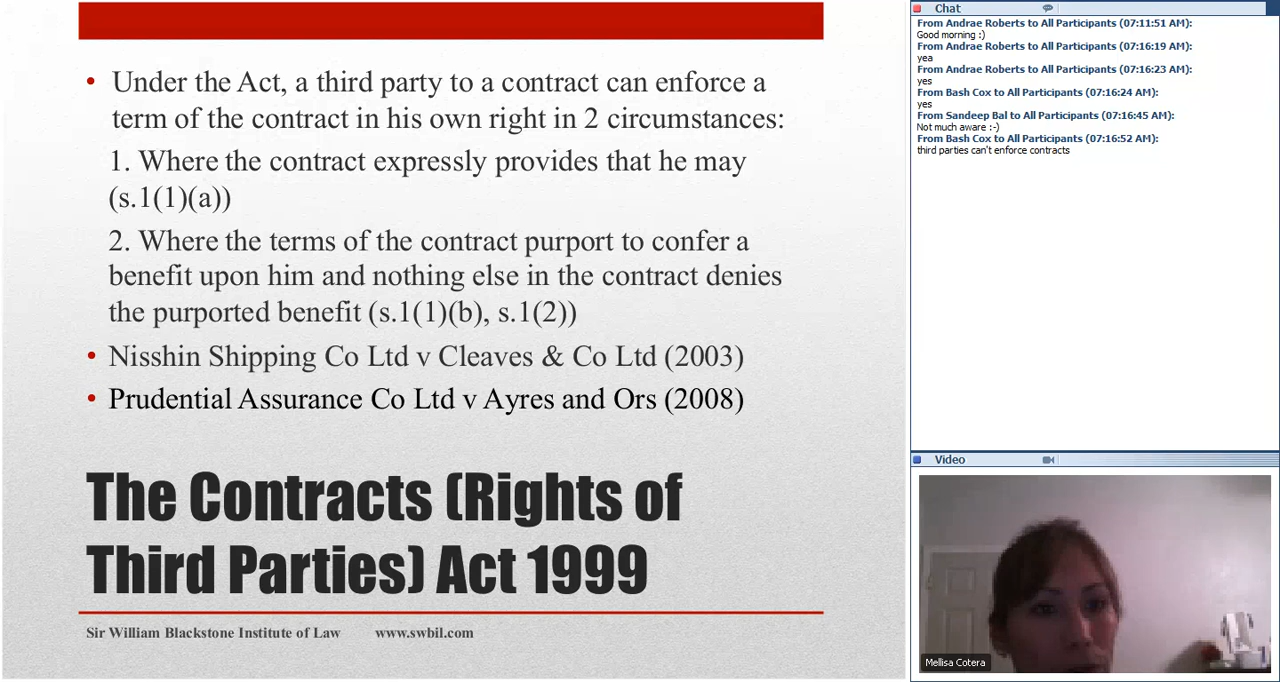 • Under the Act, a third party to a contract can enforce a
term of the contract in his own right in 2 circumstances:
1. Where the contract expressly provides that he may
(s.1(1)(a))
2. Where the terms of the contract purport to confer a
benefit upon him and nothing else in the contract denies
the purported benefit (s.1(1)(b), s.1(2))
• Nisshin Shipping Co Ltd v Cleaves & Co Ltd (2003)
• Prudential Assurance Co Ltd v Ayres and Ors (2008)
The Contracts (Rights of
Third Parties) Act 1999
Sir William Blackstone Institute of Law www.swbil.com
Chat
From Andrae Roberts to All Participants (07:11:51 AM):
Good morning :)
From Andrae Roberts to All Participants (07:16:19 AM):
yea
From Andrae Roberts to All Participants (07:16:23 AM):
yes
From Bash Cox to All Participants (07:16:24 AM):
yes
From Sandeep Bal to All Participants (07:16:45 AM):
Not much aware :-)
From Bash Cox to All Participants (07:16:52 AM):
third parties can't enforce contracts
Video
Mellisa Cotera